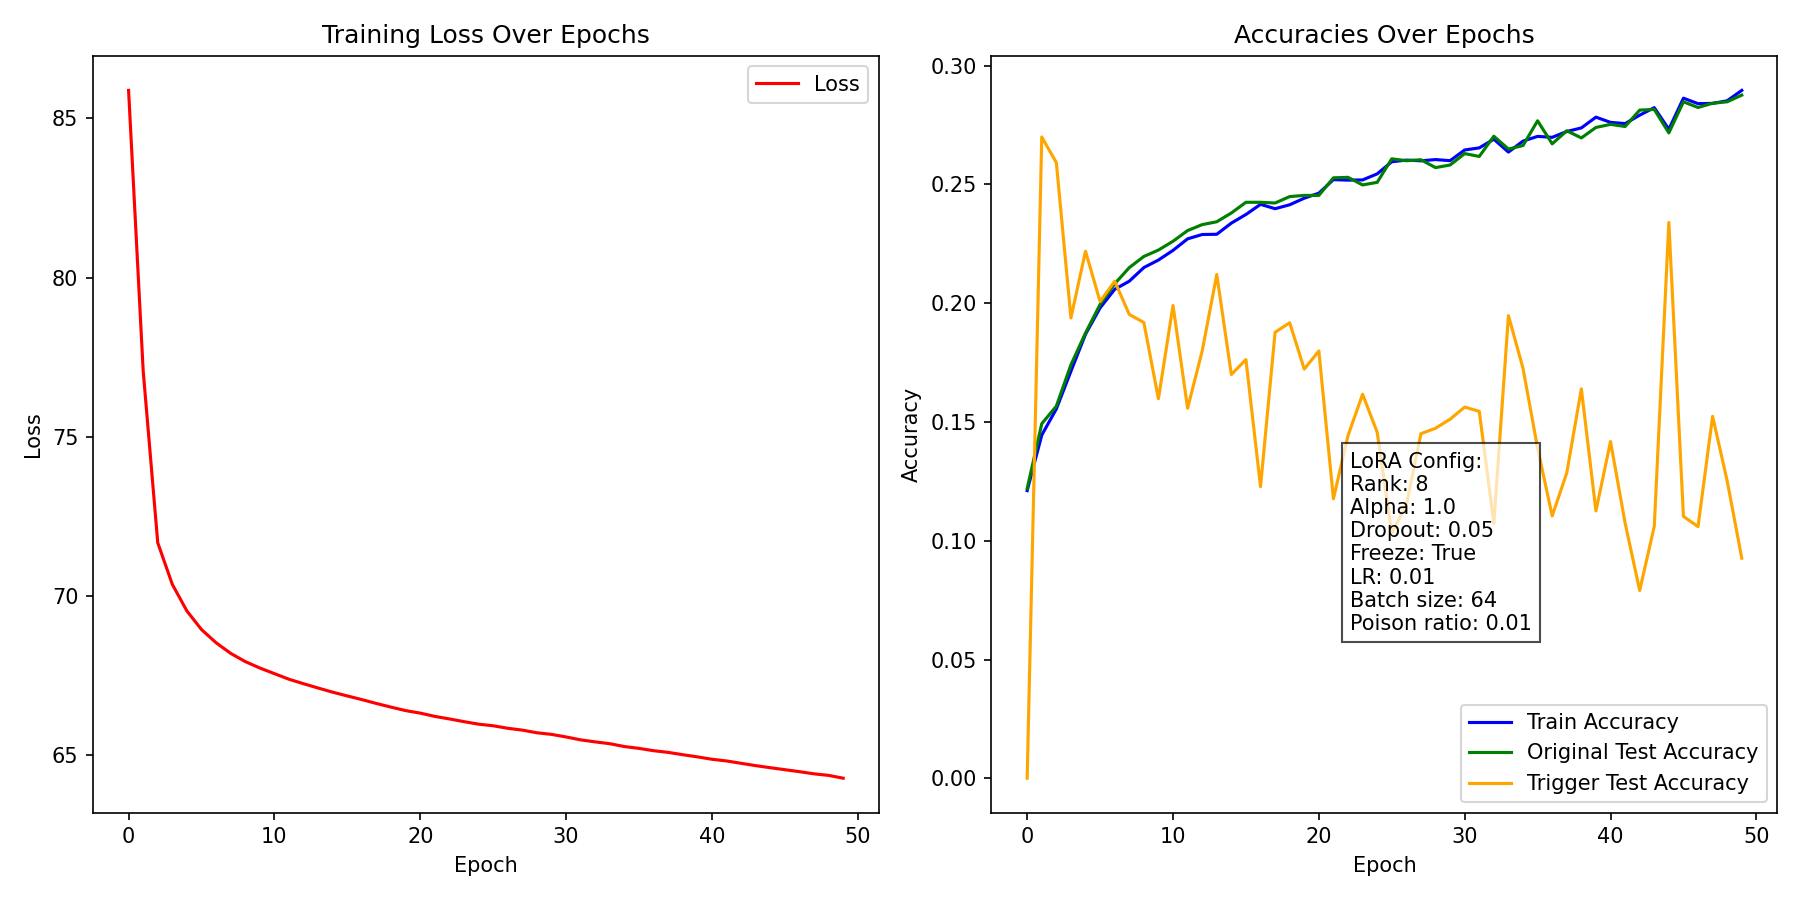 Training Loss Over Epochs
Loss
85
80
75
70
65
Loss
0 10 20 30 40 50
Epoch
Accuracies Over Epochs
0.30
0.25
0.20
0.15
0.10
0.05
0.00
Accuracy
LoRA Config:
Rank: 8
Alpha: 1.0
Dropout: 0.05
Freeze: True
LR: 0.01
Batch size: 64
Poison ratio: 0.01
Train Accuracy
Original Test Accuracy
Trigger Test Accuracy
0 10 20 30 40 50
Epoch